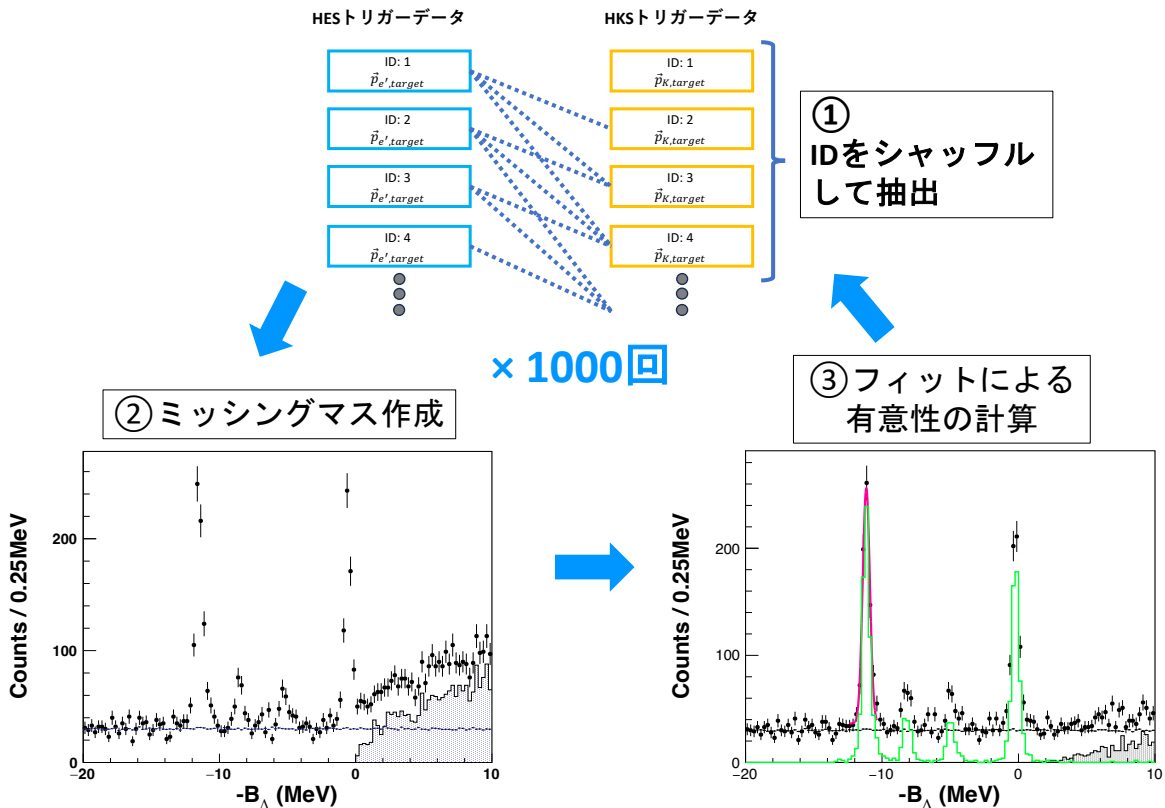 HESトリガーデータ
HKSトリガーデータ
ID: 1
p⃗e',target
ID: 1
p⃗K,target
ID: 2
p⃗e',target
ID: 2
p⃗K,target
ID: 3
p⃗e',target
ID: 3
p⃗K,target
ID: 4
p⃗e',target
ID: 4
p⃗K,target
①
IDをシャッフル
して抽出
× 1000回
②ミッシングマス作成
③フィットによる
有意性の計算
Counts / 0.25MeV
200
100
0
−20
−10
0
10
-BΛ (MeV)
Counts / 0.25MeV
200
100
0
−20
−10
0
10
-BΛ (MeV)